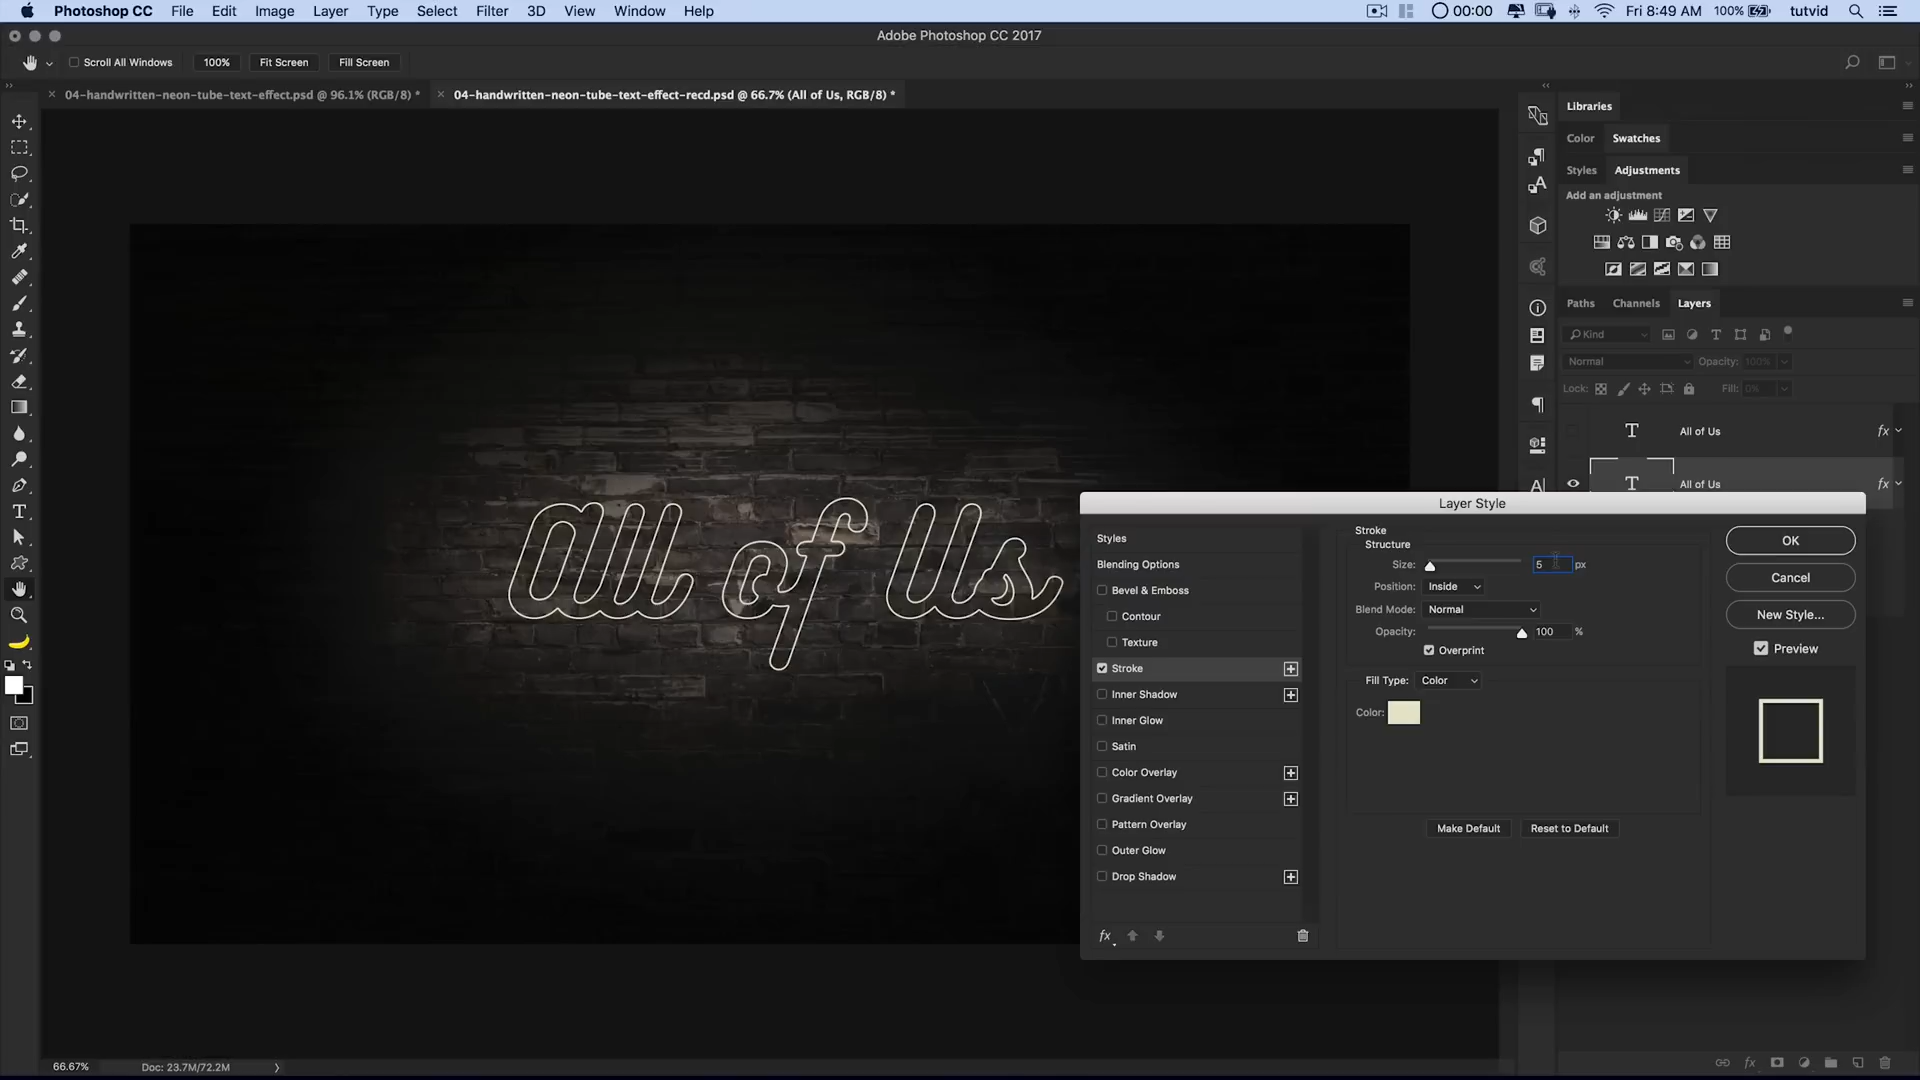 Photoshop CC File Edit Image Layer Type Select Filter 3D View Window Help 00:00 Fri 8:49 AM 100% tutvid
Adobe Photoshop CC 2017
Scroll All Windows 100% Fit Screen Fill Screen
04-handwritten-neon-tube-text-effect.psd @ 96.1% (RGB/8) *
04-handwritten-neon-tube-text-effect-recd.psd @ 66.7% (All of Us, RGB/8) *
Libraries
Color Swatches
Styles Adjustments
Add an adjustment
Paths Channels Layers
Kind
Normal Opacity: 100%
Lock: Fill: 0%
T All of Us fx
T All of Us fx
All of Us
Layer Style
Styles
Blending Options
Bevel & Emboss
Contour
Texture
Stroke
Inner Shadow
Inner Glow
Satin
Color Overlay
Gradient Overlay
Pattern Overlay
Outer Glow
Drop Shadow
fx
Stroke
Structure
Size: 5 px
Position: Inside
Blend Mode: Normal
Opacity: 100 %
Overprint
Fill Type: Color
Color:
Make Default Reset to Default
OK
Cancel
New Style...
Preview
66.67% Doc: 23.7M/72.2M